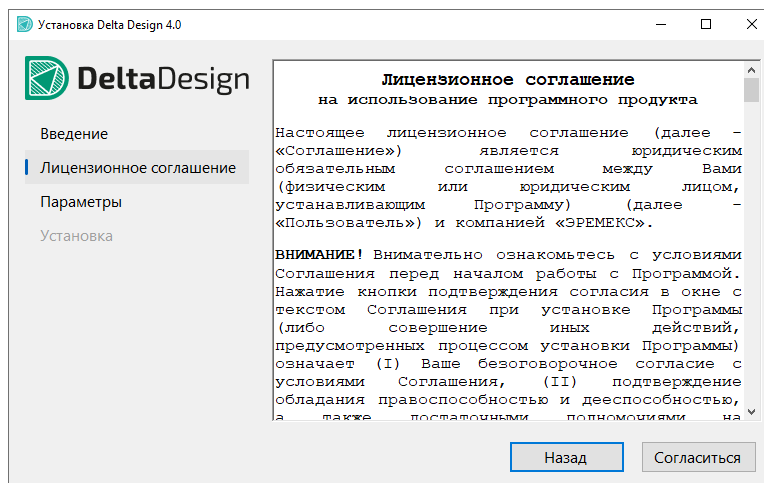 Установка Delta Design 4.0
DeltaDesign
Введение
Лицензионное соглашение
Параметры
Установка
Лицензионное соглашение
на использование программного продукта
Настоящее лицензионное соглашение (далее –
«Соглашение») является юридическим
обязательным соглашением между Вами
(физическим или юридическим лицом,
устанавливающим Программу) (далее –
«Пользователь») и компанией «ЭРЕМЕКС».
ВНИМАНИЕ! Внимательно ознакомьтесь с условиями
Соглашения перед началом работы с Программой.
Нажатие кнопки подтверждения согласия в окне с
текстом Соглашения при установке Программы
(либо совершение иных действий,
предусмотренных процессом установки Программы)
означает (I) Ваше безоговорочное согласие с
условиями Соглашения, (II) подтверждение
обладания правоспособностью и дееспособностью,
а также достаточными полномочиями на
Назад
Согласиться